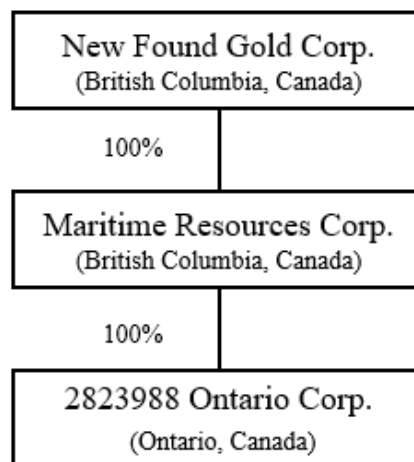 New Found Gold Corp.
(British Columbia, Canada)
100%
Maritime Resources Corp.
(British Columbia, Canada)
100%
2823988 Ontario Corp.
(Ontario, Canada)